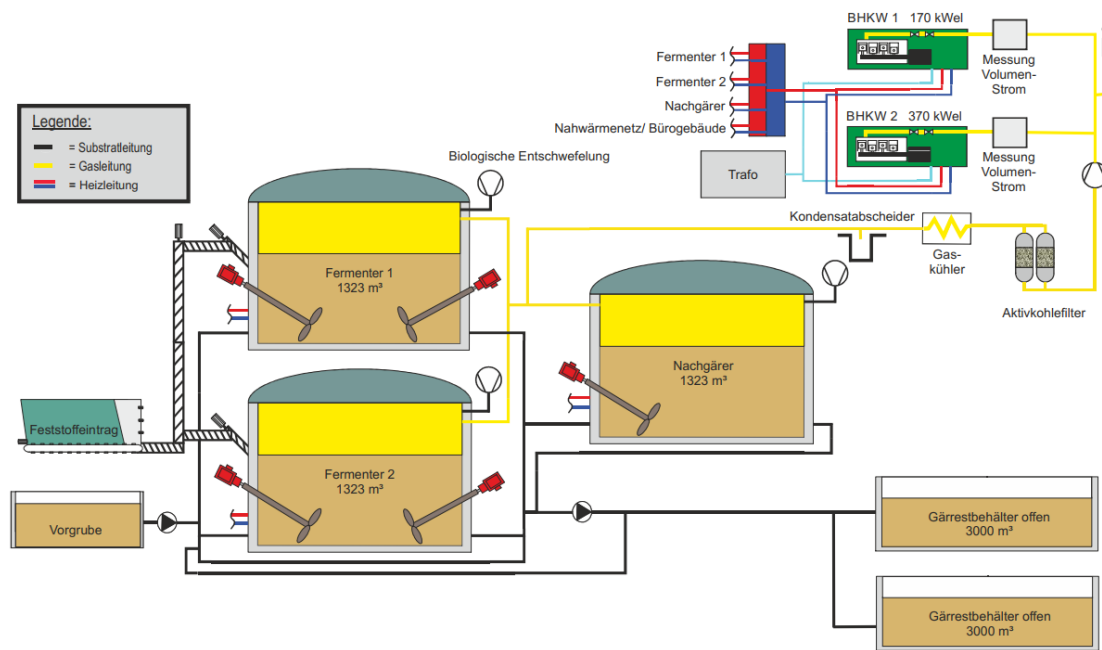 BHKW 1 170 kWel
Messung
Volumen-
Strom
Fermenter 1
Fermenter 2
Nachgärer
Nahwärmenetz/ Bürogebäude
BHKW 2 370 kWel
Messung
Volumen-
Strom
Trafo
Legende:
= Substratleitung
= Gasleitung
= Heizleitung
Biologische Entschwefelung
Kondensatabscheider
Gas-
kühler
Aktivkohlefilter
Fermenter 1
1323 m³
Nachgärer
1323 m³
Feststoffeintrag
Fermenter 2
1323 m³
Vorgrube
Gärrestbehälter offen
3000 m³
Gärrestbehälter offen
3000 m³